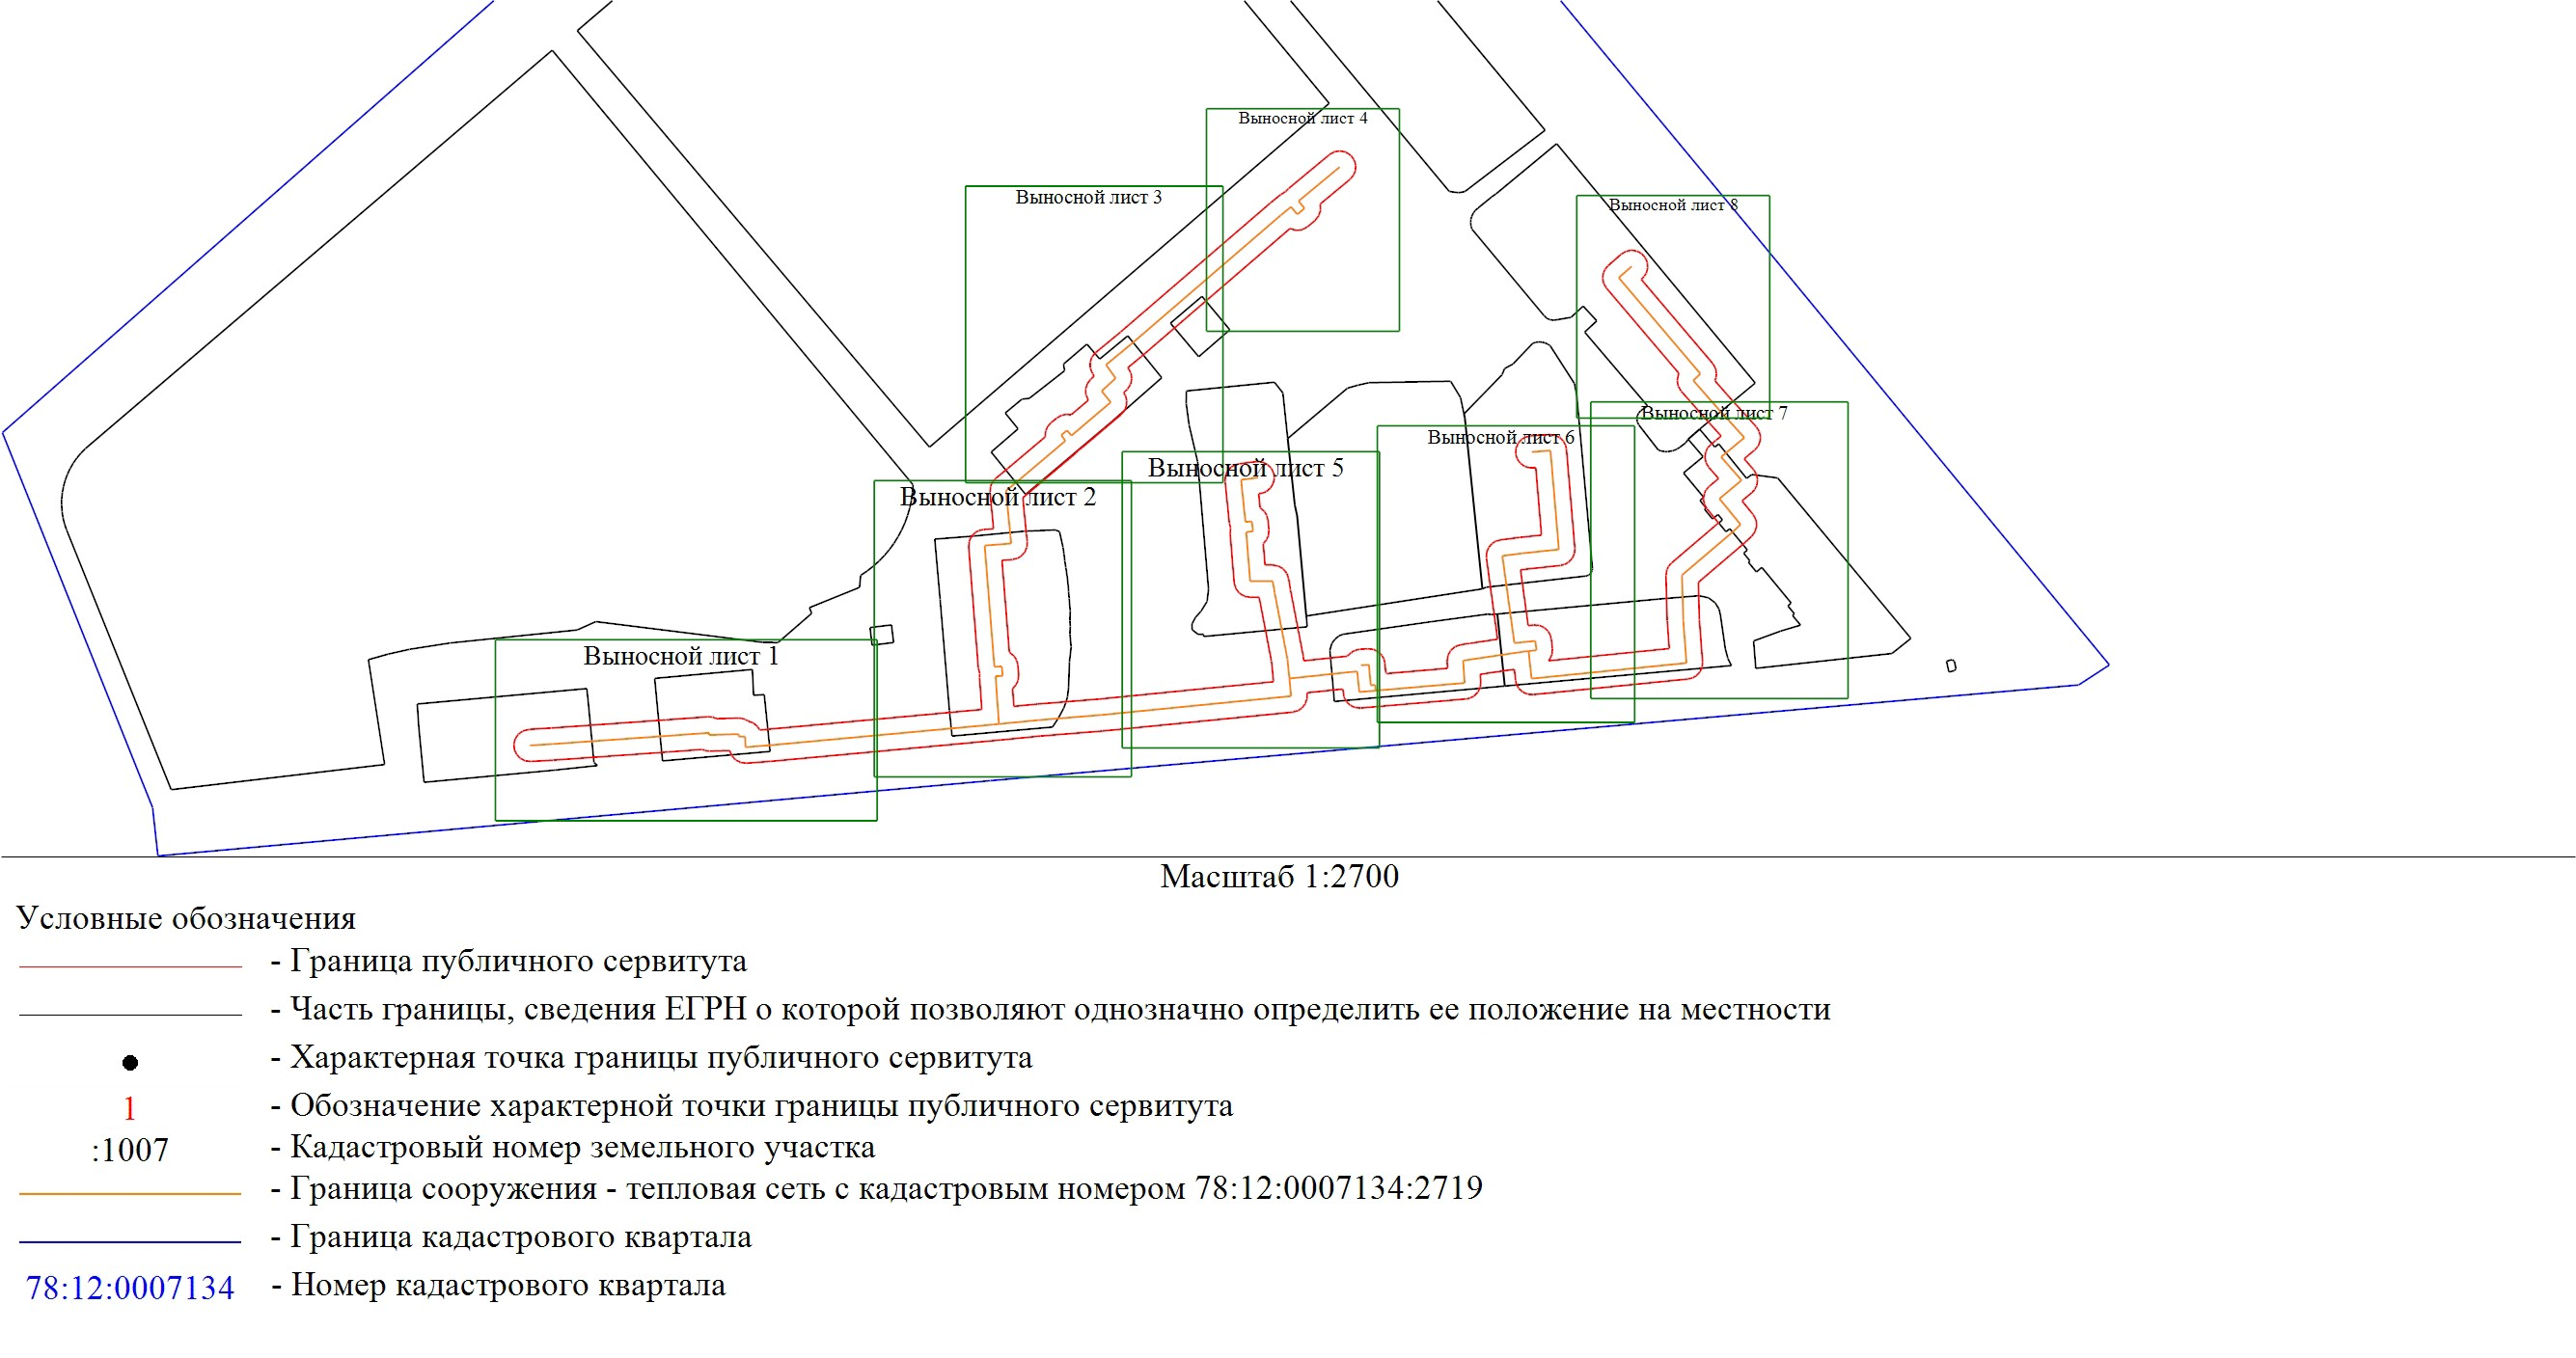 Выносной лист 4
Выносной лист 3
Выносной лист 8
Выносной лист 7
Выносной лист 6
Выносной лист 5
Выносной лист 2
Выносной лист 1
Масштаб 1:2700
Условные обозначения
- Граница публичного сервитута
- Часть границы, сведения ЕГРН о которой позволяют однозначно определить ее положение на местности
- Характерная точка границы публичного сервитута
1 - Обозначение характерной точки границы публичного сервитута
:1007 - Кадастровый номер земельного участка
- Граница сооружения - тепловая сеть с кадастровым номером 78:12:0007134:2719
- Граница кадастрового квартала
78:12:0007134 - Номер кадастрового квартала